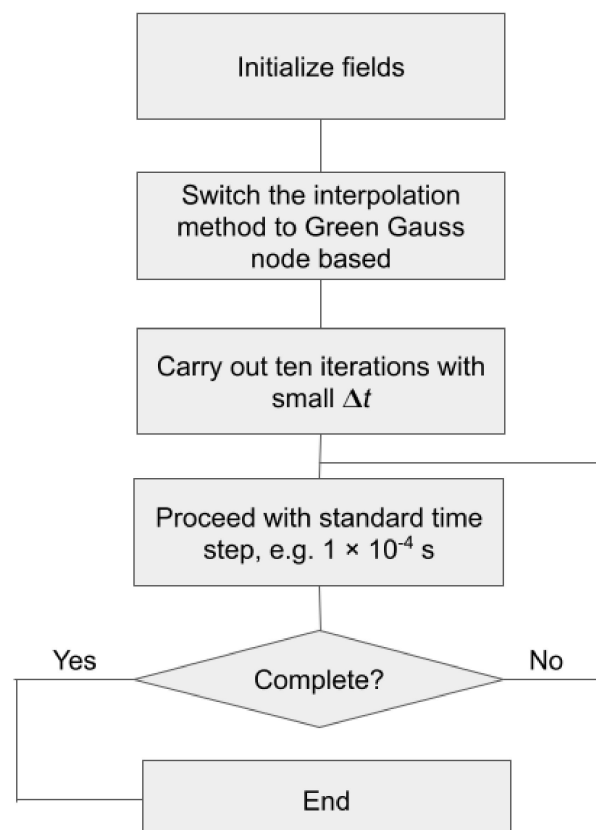 Initialize fields
Switch the interpolation
method to Green Gauss
node based
Carry out ten iterations with
small Δt
Proceed with standard time
step, e.g. 1 × 10⁻⁴ s
Yes
Complete?
No
End